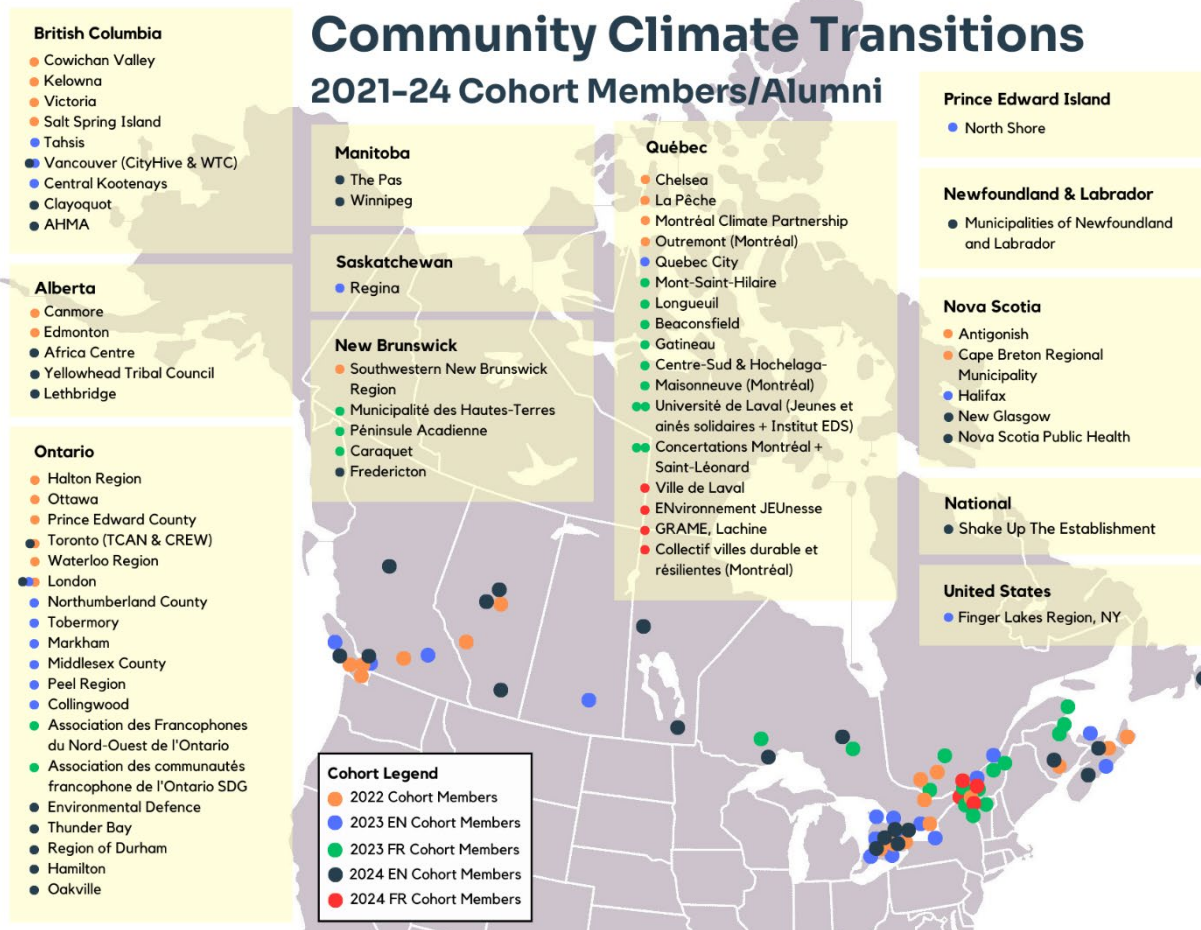 Community Climate Transitions
2021-24 Cohort Members/Alumni
British Columbia
Cowichan Valley
Kelowna
Victoria
Salt Spring Island
Tahsis
Vancouver (CityHive & WTC)
Central Kootenays
Clayoquot
AHMA
Alberta
Canmore
Edmonton
Africa Centre
Yellowhead Tribal Council
Lethbridge
Ontario
Halton Region
Ottawa
Prince Edward County
Toronto (TCAN & CREW)
Waterloo Region
London
Northumberland County
Tobermory
Markham
Middlesex County
Peel Region
Collingwood
Association des Francophones
du Nord-Ouest de l'Ontario
Association des communautés
francophone de l'Ontario SDG
Environmental Defence
Thunder Bay
Region of Durham
Hamilton
Oakville
Manitoba
The Pas
Winnipeg
Saskatchewan
Regina
New Brunswick
Southwestern New Brunswick
Region
Municipalité des Hautes-Terres
Péninsule Acadienne
Caraquet
Fredericton
Québec
Chelsea
La Pêche
Montréal Climate Partnership
Outremont (Montréal)
Quebec City
Mont-Saint-Hilaire
Longueuil
Beaconsfield
Gatineau
Centre-Sud & Hochelaga-
Maisonneuve (Montréal)
Université de Laval (Jeunes et
ainés solidaires + Institut EDS)
Concertations Montréal +
Saint-Léonard
Ville de Laval
ENvironnement JEUnesse
GRAME, Lachine
Collectif villes durable et
résilientes (Montréal)
Prince Edward Island
North Shore
Newfoundland & Labrador
Municipalities of Newfoundland
and Labrador
Nova Scotia
Antigonish
Cape Breton Regional
Municipality
Halifax
New Glasgow
Nova Scotia Public Health
National
Shake Up The Establishment
United States
Finger Lakes Region, NY
Cohort Legend
2022 Cohort Members
2023 EN Cohort Members
2023 FR Cohort Members
2024 EN Cohort Members
2024 FR Cohort Members